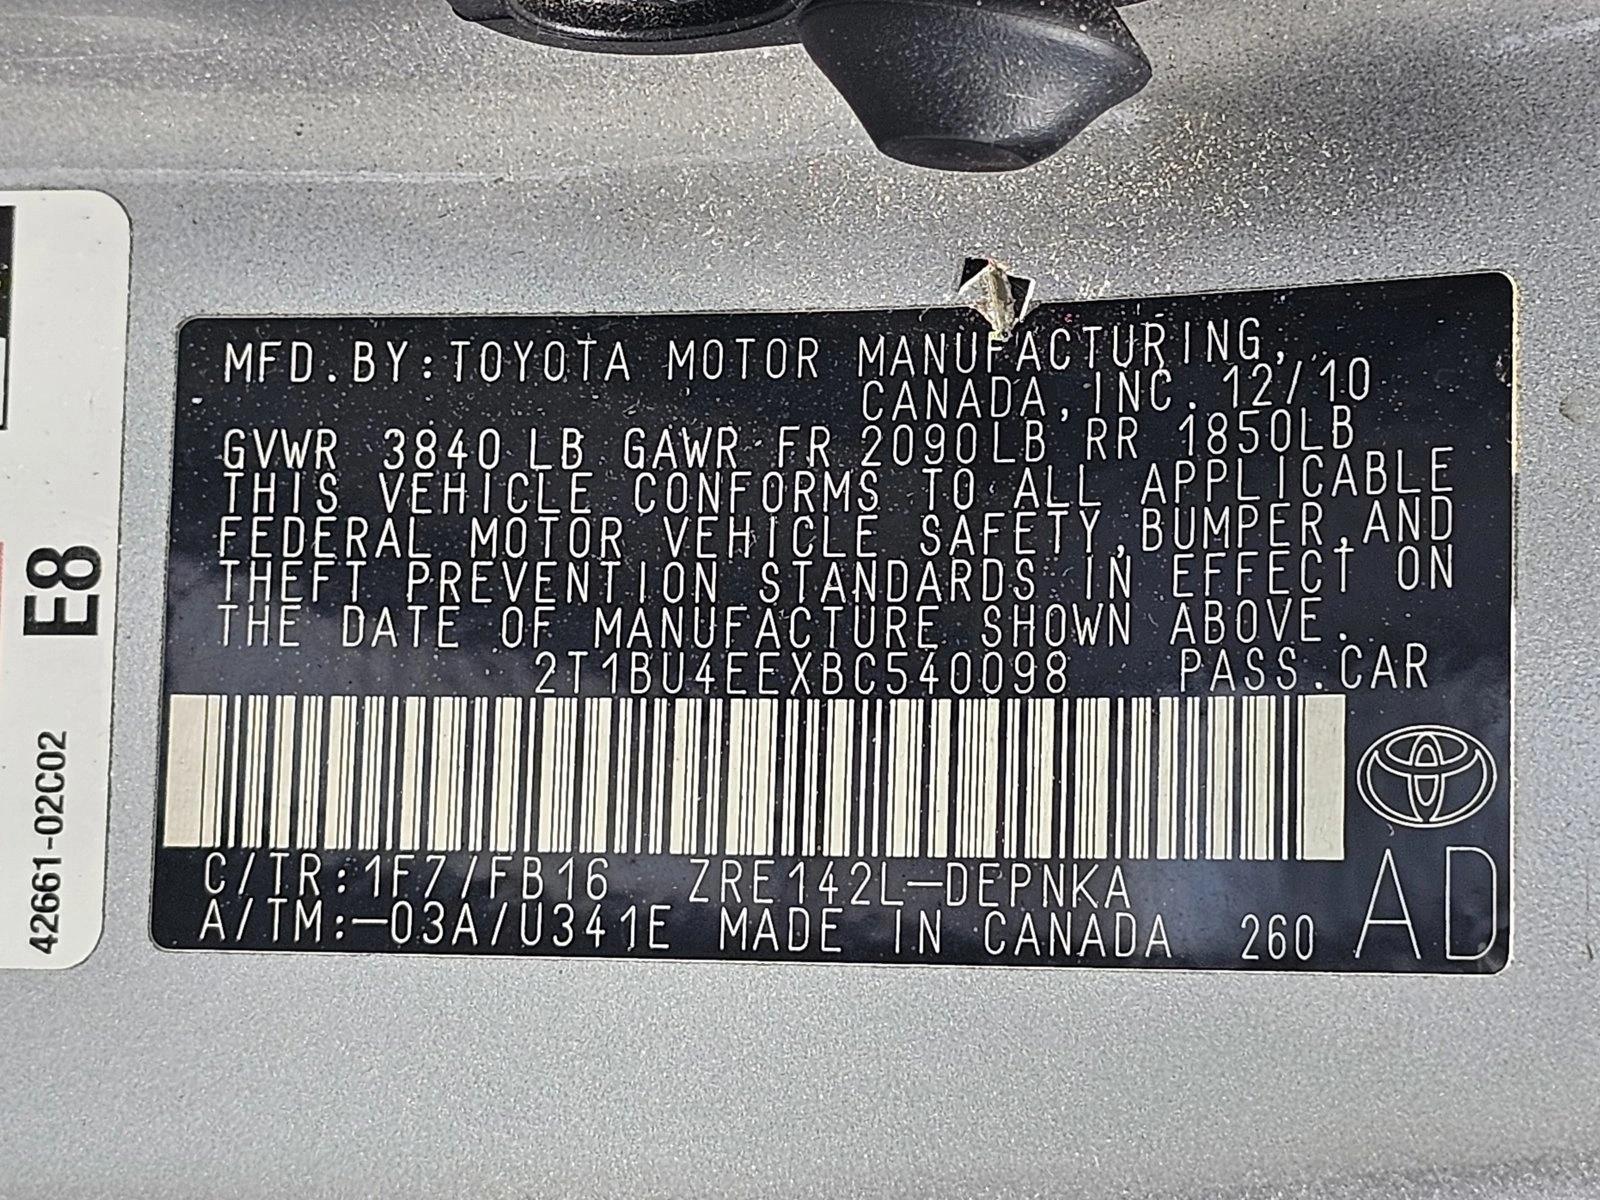 MFD.BY:TOYOTA MOTOR MANUFACTURING,
CANADA,INC. 12/10
GVWR 3840 LB GAWR FR 2090LB RR 1850LB
THIS VEHICLE CONFORMS TO ALL APPLICABLE
FEDERAL MOTOR VEHICLE SAFETY,BUMPER,AND
THEFT PREVENTION STANDARDS IN EFFECT ON
THE DATE OF MANUFACTURE SHOWN ABOVE.
2T1BU4EEXBC540098 PASS.CAR
C/TR:1F7/FB16 ZRE142L-DEPNKA
A/TM:-03A/U341E MADE IN CANADA 260 AD
E8
42661-02C02